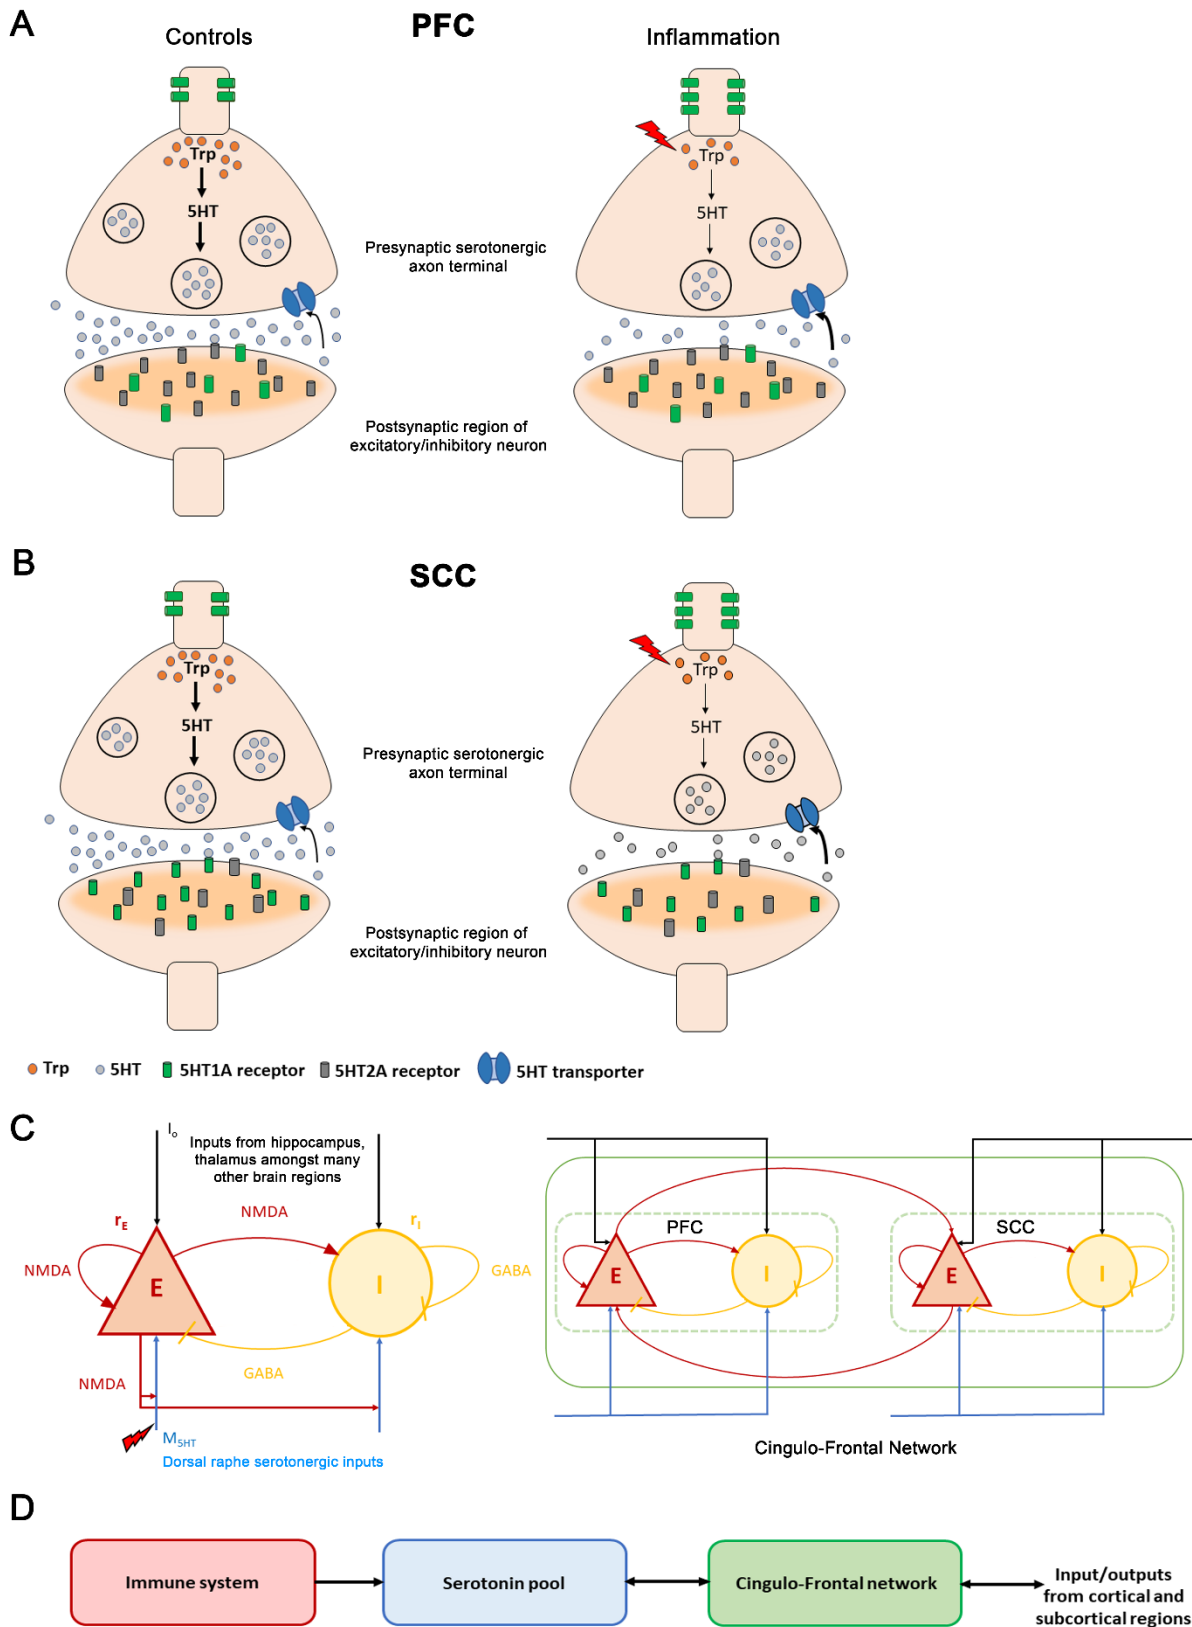 A
PFC
Controls
Inflammation
Trp
5HT
Trp
5HT
Presynaptic serotonergic
axon terminal
Postsynaptic region of
excitatory/inhibitory neuron
B
SCC
Trp
5HT
Trp
5HT
Presynaptic serotonergic
axon terminal
Postsynaptic region of
excitatory/inhibitory neuron
Trp
5HT
5HT1A receptor
5HT2A receptor
5HT transporter
C
Io
Inputs from hippocampus,
thalamus amongst many
other brain regions
rE
NMDA
rI
NMDA
E
I
GABA
GABA
NMDA
M5HT
Dorsal raphe serotonergic inputs
PFC
E
I
SCC
E
I
Cingulo-Frontal Network
D
Immune system
Serotonin pool
Cingulo-Frontal network
Input/outputs
from cortical and
subcortical regions